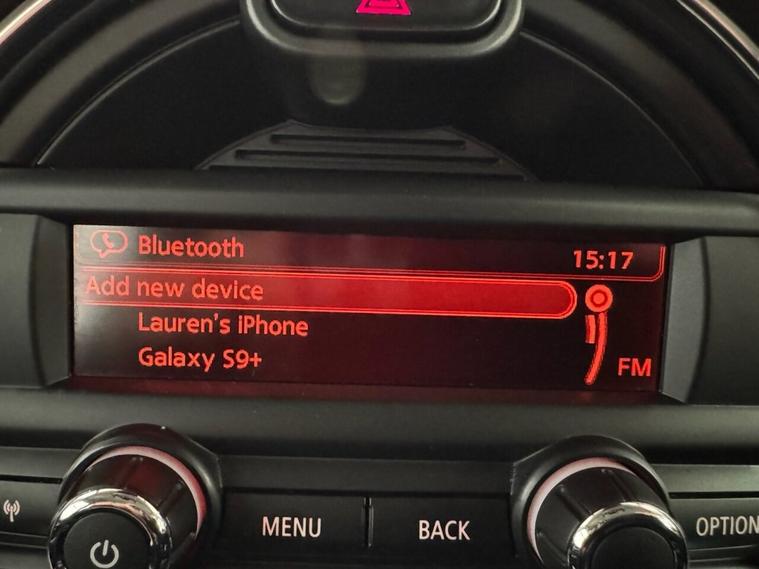 Bluetooth 15:17
Add new device
Lauren's iPhone
Galaxy S9+
FM
MENU BACK OPTION